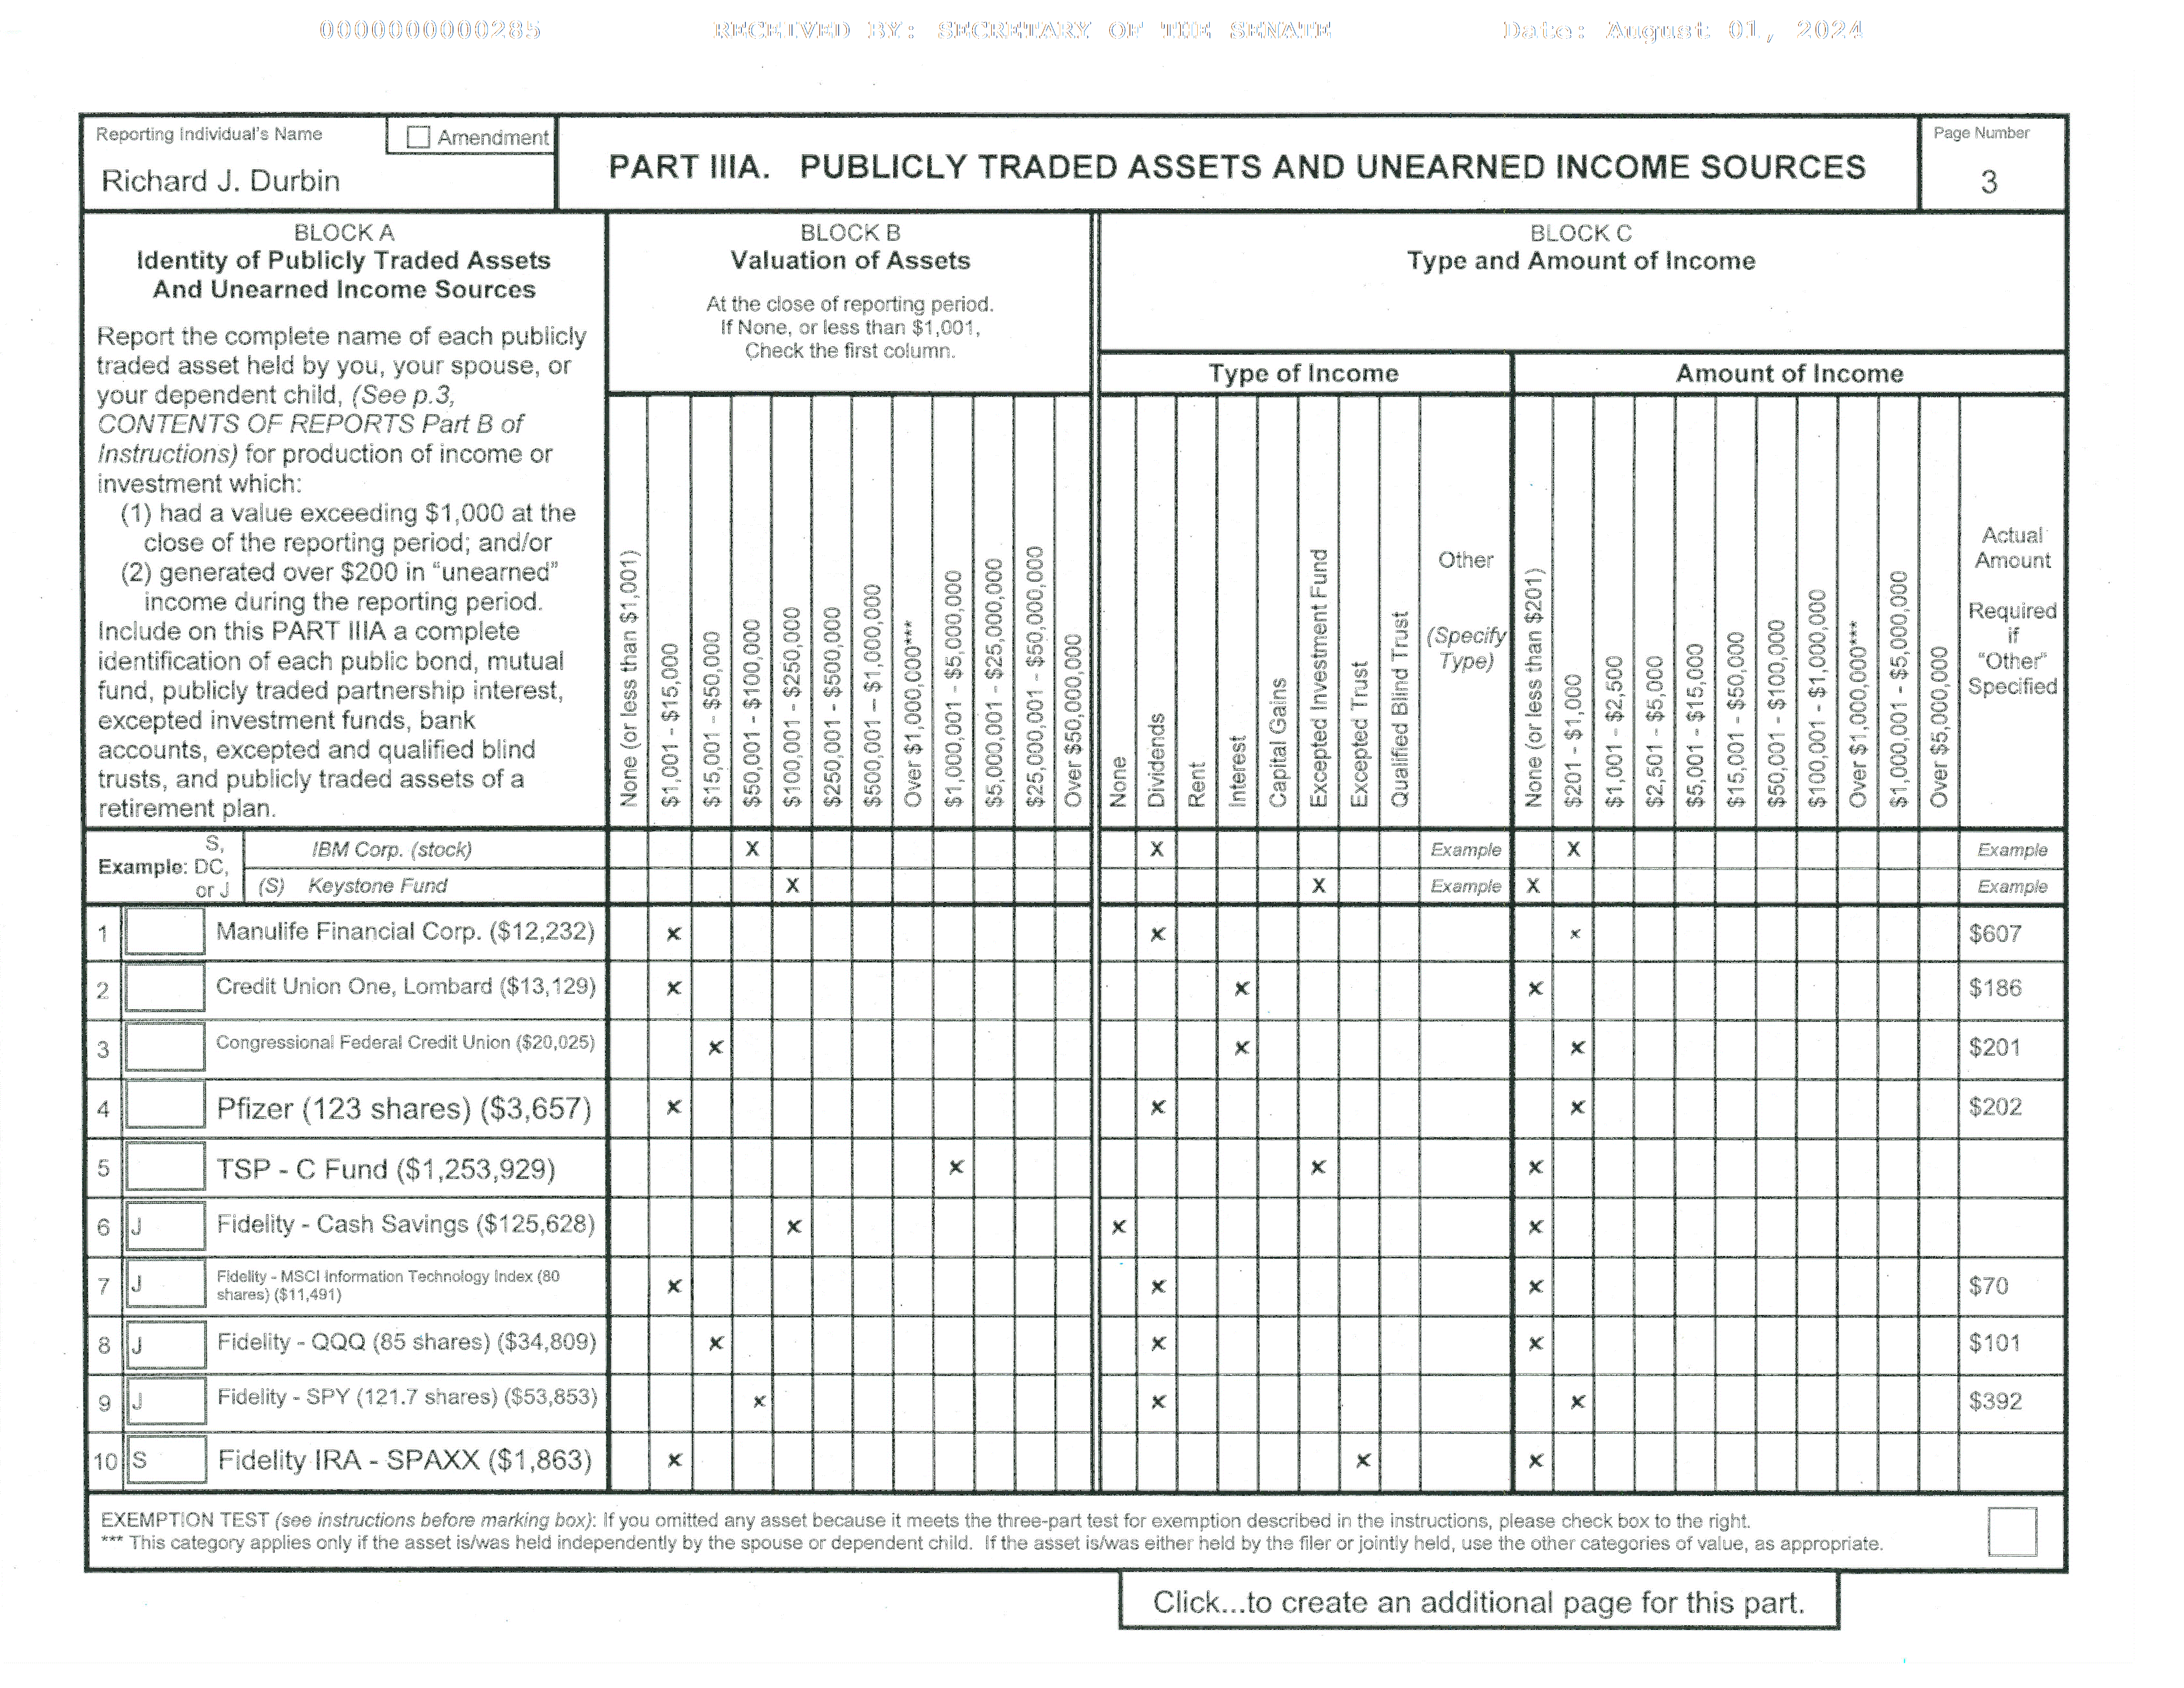 0000000000285 RECEIVED BY: SECRETARY OF THE SENATE Date: August 01, 2024
Reporting Individual's Name
Amendment
Richard J. Durbin
PART IIIA. PUBLICLY TRADED ASSETS AND UNEARNED INCOME SOURCES
Page Number
3
BLOCK A
Identity of Publicly Traded Assets
And Unearned Income Sources
Report the complete name of each publicly
traded asset held by you, your spouse, or
your dependent child, (See p.3,
CONTENTS OF REPORTS Part B of
Instructions) for production of income or
investment which:
(1) had a value exceeding $1,000 at the
close of the reporting period; and/or
(2) generated over $200 in "unearned"
income during the reporting period.
Include on this PART IIIA a complete
identification of each public bond, mutual
fund, publicly traded partnership interest,
excepted investment funds, bank
accounts, excepted and qualified blind
trusts, and publicly traded assets of a
retirement plan.
BLOCK B
Valuation of Assets
At the close of reporting period.
If None, or less than $1,001,
Check the first column.
None (or less than $1,001)
$1,001 - $15,000
$15,001 - $50,000
$50,001 - $100,000
$100,001 - $250,000
$250,001 - $500,000
$500,001 – $1,000,000
Over $1,000,000***
$1,000,001 - $5,000,000
$5,000,001 - $25,000,000
$25,000,001 - $50,000,000
Over $50,000,000
BLOCK C
Type and Amount of Income
Type of Income
None
Dividends
Rent
Interest
Capital Gains
Excepted Investment Fund
Excepted Trust
Qualified Blind Trust
Other
(Specify
Type)
Amount of Income
None (or less than $201)
$201 - $1,000
$1,001 - $2,500
$2,501 - $5,000
$5,001 - $15,000
$15,001 - $50,000
$50,001 - $100,000
$100,001 - $1,000,000
Over $1,000,000***
$1,000,001 - $5,000,000
Over $5,000,000
Actual
Amount
Required
if
"Other"
Specified
Example: S,
DC,
or J
IBM Corp. (stock) X X Example X Example
(S) Keystone Fund X X Example X Example
1 Manulife Financial Corp. ($12,232) x x x $607
2 Credit Union One, Lombard ($13,129) x x x $186
3 Congressional Federal Credit Union ($20,025) x x x $201
4 Pfizer (123 shares) ($3,657) x x x $202
5 TSP - C Fund ($1,253,929) x x x
6 J Fidelity - Cash Savings ($125,628) x x x
7 J Fidelity - MSCI Information Technology Index (80
shares) ($11,491) x x x $70
8 J Fidelity - QQQ (85 shares) ($34,809) x x x $101
9 J Fidelity - SPY (121.7 shares) ($53,853) x x x $392
10 S Fidelity IRA - SPAXX ($1,863) x x x
EXEMPTION TEST (see instructions before marking box): If you omitted any asset because it meets the three-part test for exemption described in the instructions, please check box to the right.
*** This category applies only if the asset is/was held independently by the spouse or dependent child. If the asset is/was either held by the filer or jointly held, use the other categories of value, as appropriate.
Click...to create an additional page for this part.